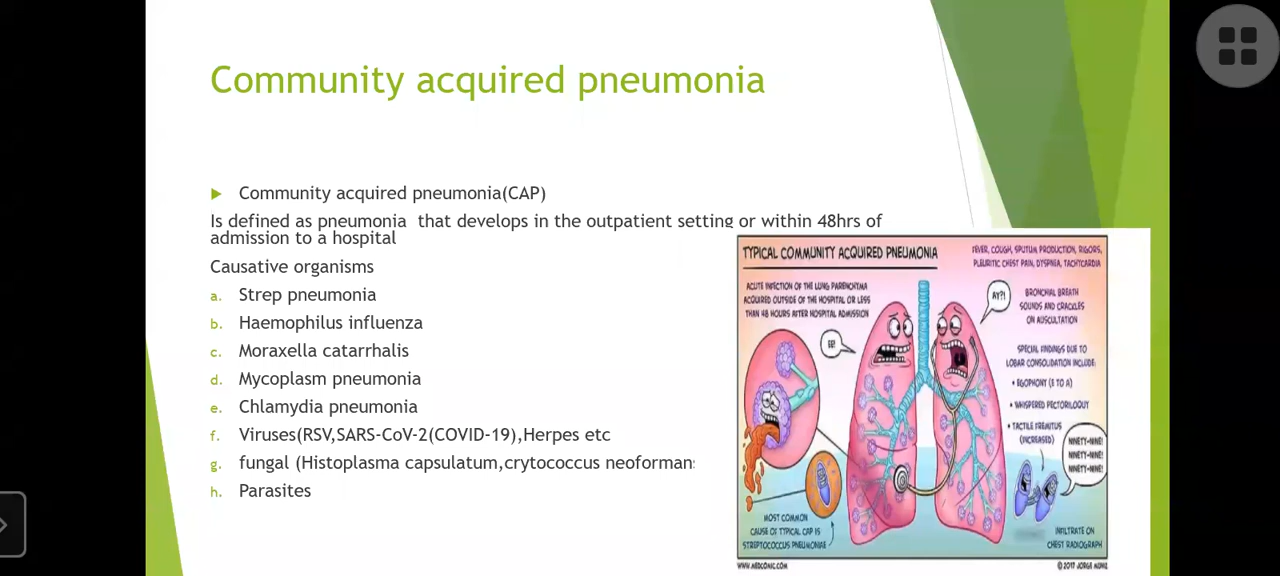 Community acquired pneumonia
Community acquired pneumonia(CAP)
Is defined as pneumonia that develops in the outpatient setting or within 48hrs of
admission to a hospital
Causative organisms
a. Strep pneumonia
b. Haemophilus influenza
c. Moraxella catarrhalis
d. Mycoplasm pneumonia
e. Chlamydia pneumonia
f. Viruses(RSV,SARS-CoV-2(COVID-19),Herpes etc
g. fungal (Histoplasma capsulatum,crytococcus neoformans
h. Parasites
TYPICAL COMMUNITY ACQUIRED PNEUMONIA
ACUTE INFECTION OF THE LUNG PARENCHYMA
ACQUIRED OUTSIDE OF THE HOSPITAL OR LESS
THAN 48 HOURS AFTER HOSPITAL ADMISSION
FEVER, COUGH, SPUTUM PRODUCTION, RIGORS,
PLEURITIC CHEST PAIN, DYSPNEA, TACHYCARDIA
EE!
AY?!
BRONCHIAL BREATH
SOUNDS AND CRACKLES
ON AUSCULTATION
SPECIAL FINDINGS DUE TO
LOBAR CONSOLIDATION INCLUDE:
• EGOPHONY (E TO A)
• WHISPERED PECTORILOQUY
• TACTILE FREMITUS
(INCREASED)
NINETY-NINE!
NINETY-NINE!
NINETY-NINE!
MOST COMMON
CAUSE OF TYPICAL CAP IS
STREPTOCOCCUS PNEUMONIAE
INFILTRATE ON
CHEST RADIOGRAPH
WWW.MEDCOMIC.COM
© 2017 JORGE MUNIZ